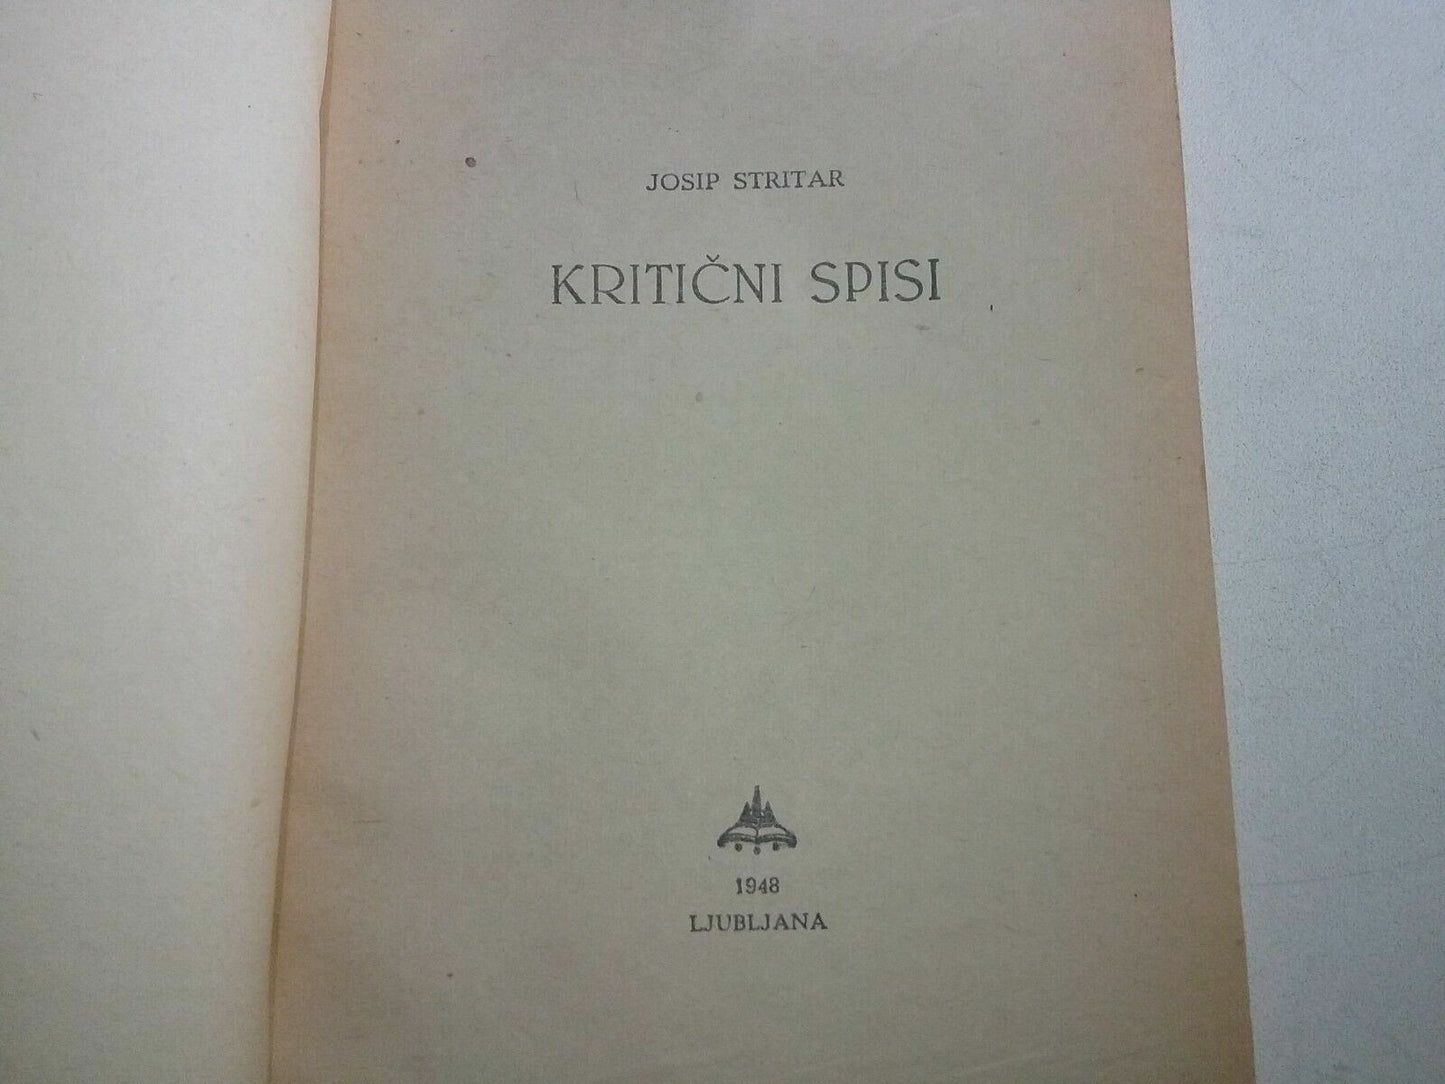 JOSIP STRITAR
KRITIČNI SPISI
1948
LJUBLJANA